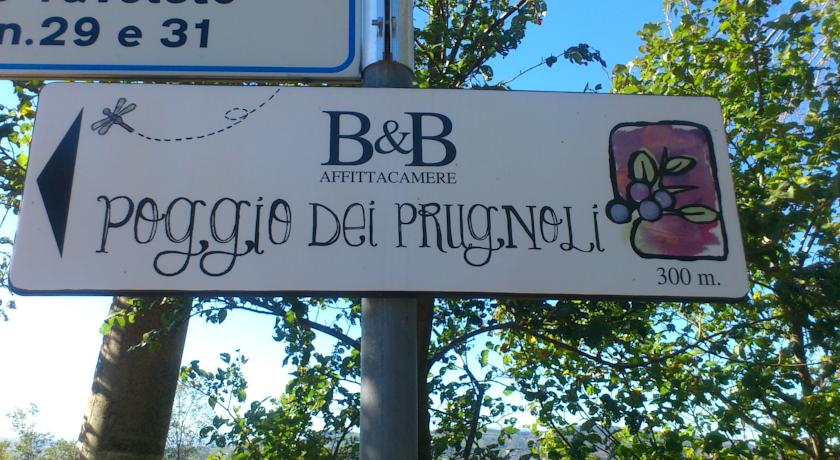 n.29 e 31
B&B
AFFITTACAMERE
POGGIO DEI PRUGNOLI
300 m.